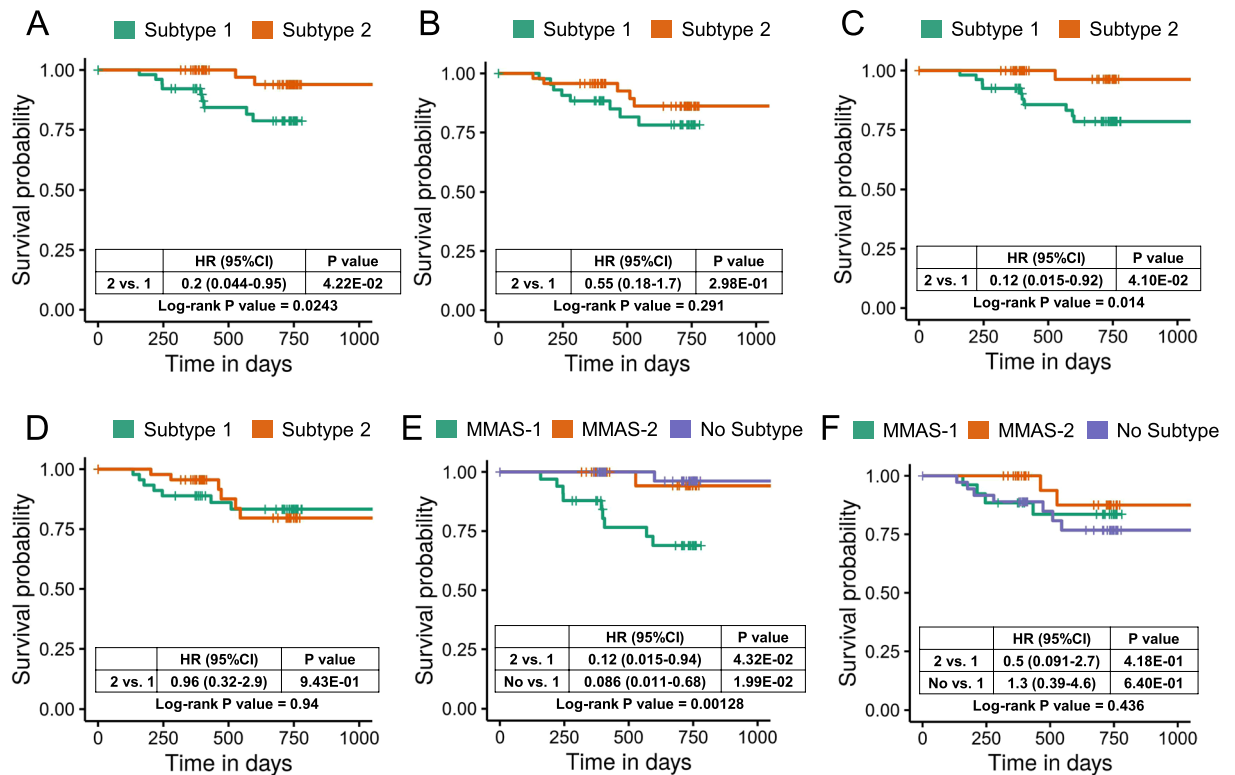 A
Subtype 1 Subtype 2
Survival probability
1.00
0.75
0.50
0.25
0.00
HR (95%CI) P value
2 vs. 1 0.2 (0.044-0.95) 4.22E-02
Log-rank P value = 0.0243
0 250 500 750 1000
Time in days
B
Subtype 1 Subtype 2
Survival probability
1.00
0.75
0.50
0.25
0.00
HR (95%CI) P value
2 vs. 1 0.55 (0.18-1.7) 2.98E-01
Log-rank P value = 0.291
0 250 500 750 1000
Time in days
C
Subtype 1 Subtype 2
Survival probability
1.00
0.75
0.50
0.25
0.00
HR (95%CI) P value
2 vs. 1 0.12 (0.015-0.92) 4.10E-02
Log-rank P value = 0.014
0 250 500 750 1000
Time in days
D
Subtype 1 Subtype 2
Survival probability
1.00
0.75
0.50
0.25
0.00
HR (95%CI) P value
2 vs. 1 0.96 (0.32-2.9) 9.43E-01
Log-rank P value = 0.94
0 250 500 750 1000
Time in days
E
MMAS-1 MMAS-2 No Subtype
Survival probability
1.00
0.75
0.50
0.25
0.00
HR (95%CI) P value
2 vs. 1 0.12 (0.015-0.94) 4.32E-02
No vs. 1 0.086 (0.011-0.68) 1.99E-02
Log-rank P value = 0.00128
0 250 500 750 1000
Time in days
F
MMAS-1 MMAS-2 No Subtype
Survival probability
1.00
0.75
0.50
0.25
0.00
HR (95%CI) P value
2 vs. 1 0.5 (0.091-2.7) 4.18E-01
No vs. 1 1.3 (0.39-4.6) 6.40E-01
Log-rank P value = 0.436
0 250 500 750 1000
Time in days